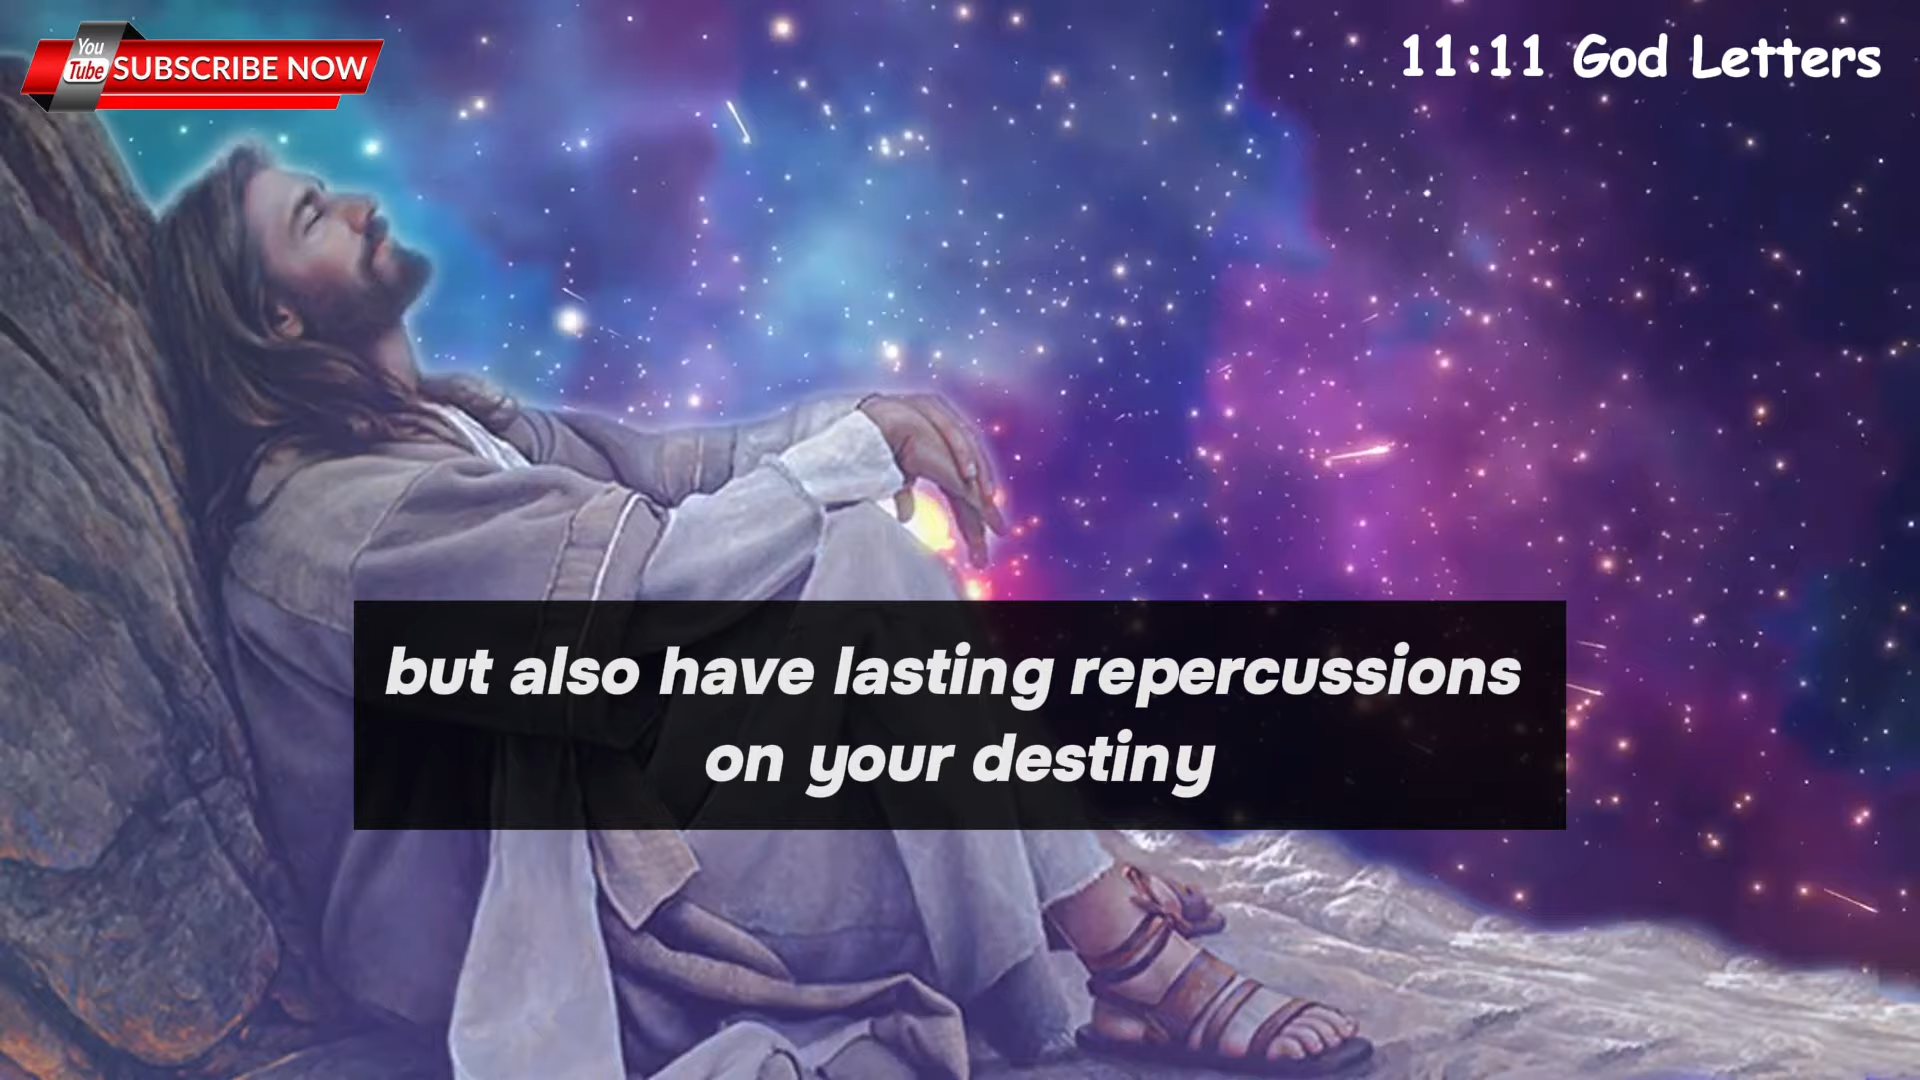 You
Tube
SUBSCRIBE NOW
11:11 God Letters
but also have lasting repercussions
on your destiny